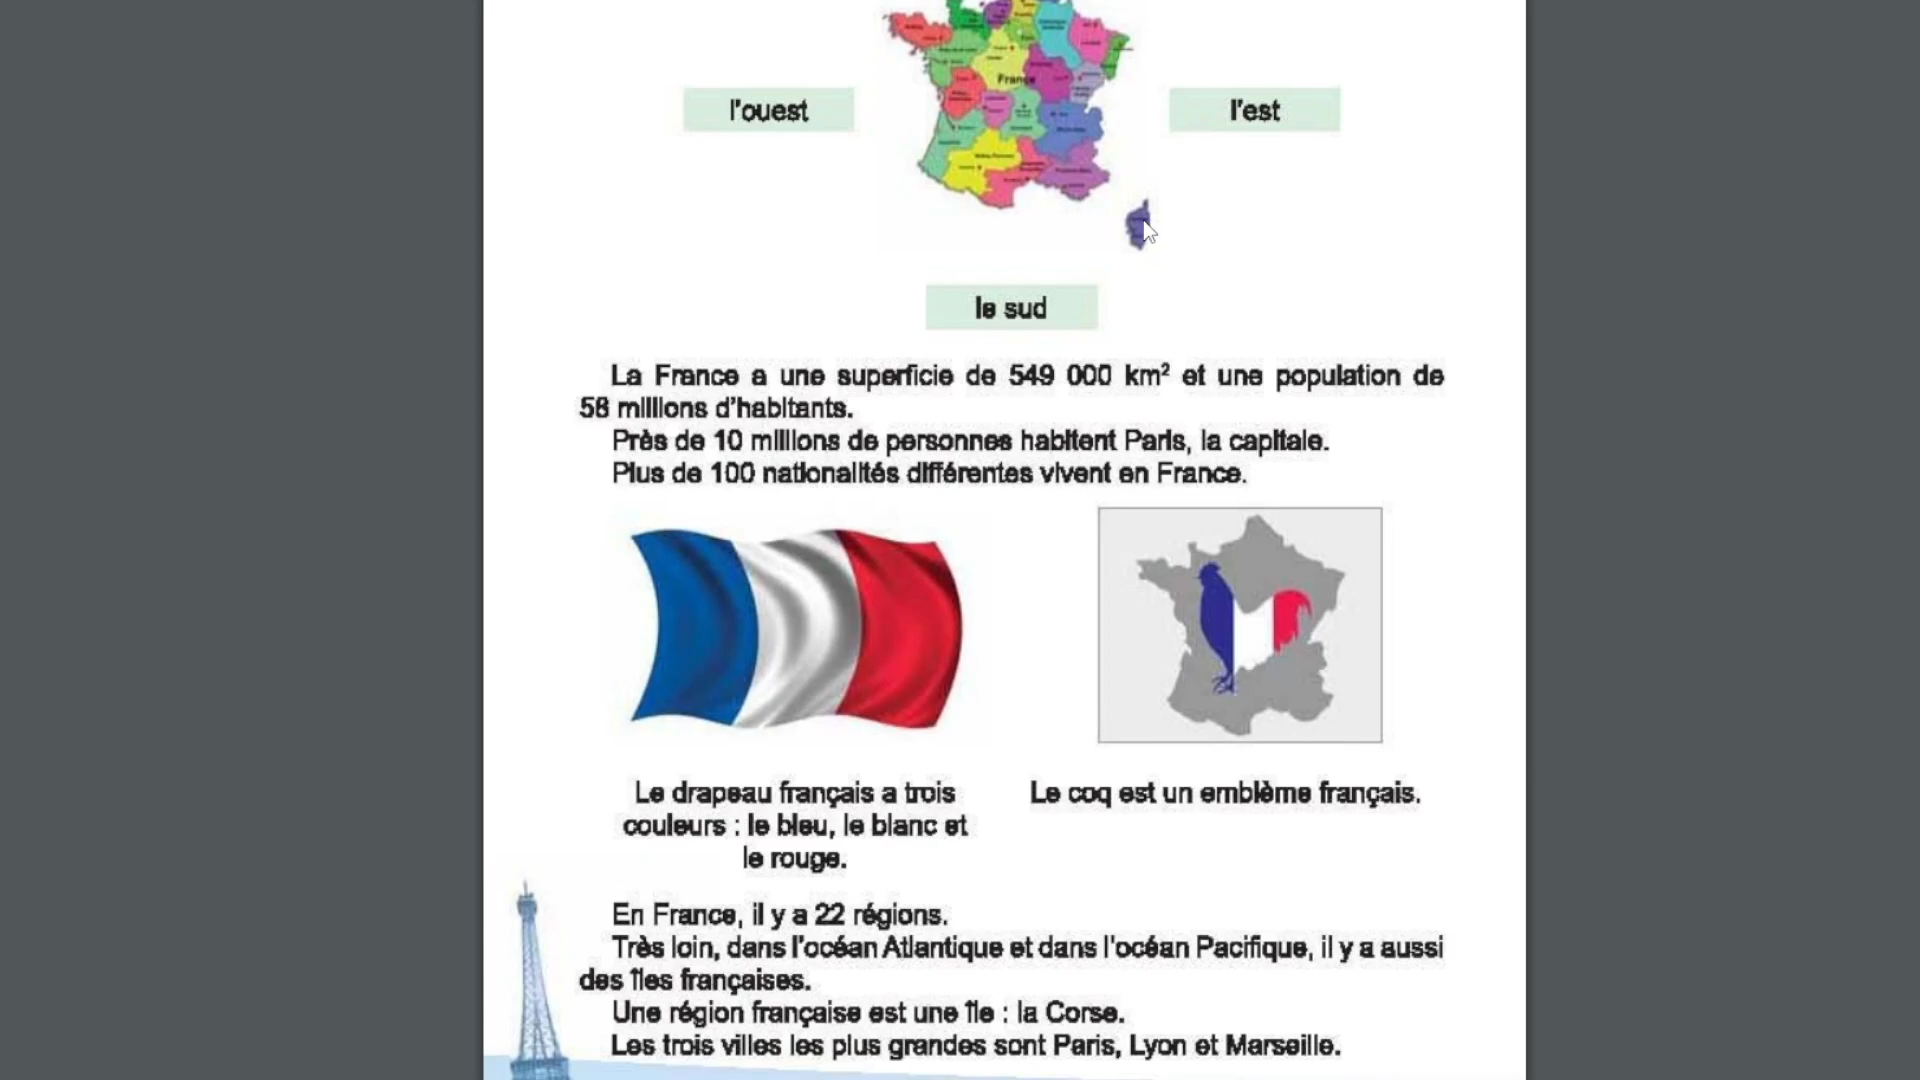 France
l'ouest
l'est
le sud
La France a une superficie de 549 000 km² et une population de
58 millions d'habitants.
Près de 10 millions de personnes habitent Paris, la capitale.
Plus de 100 nationalités différentes vivent en France.
Le drapeau français a trois
couleurs : le bleu, le blanc et
le rouge.
Le coq est un emblème français.
En France, il y a 22 régions.
Très loin, dans l'océan Atlantique et dans l'océan Pacifique, il y a aussi
des îles françaises.
Une région française est une île : la Corse.
Les trois villes les plus grandes sont Paris, Lyon et Marseille.